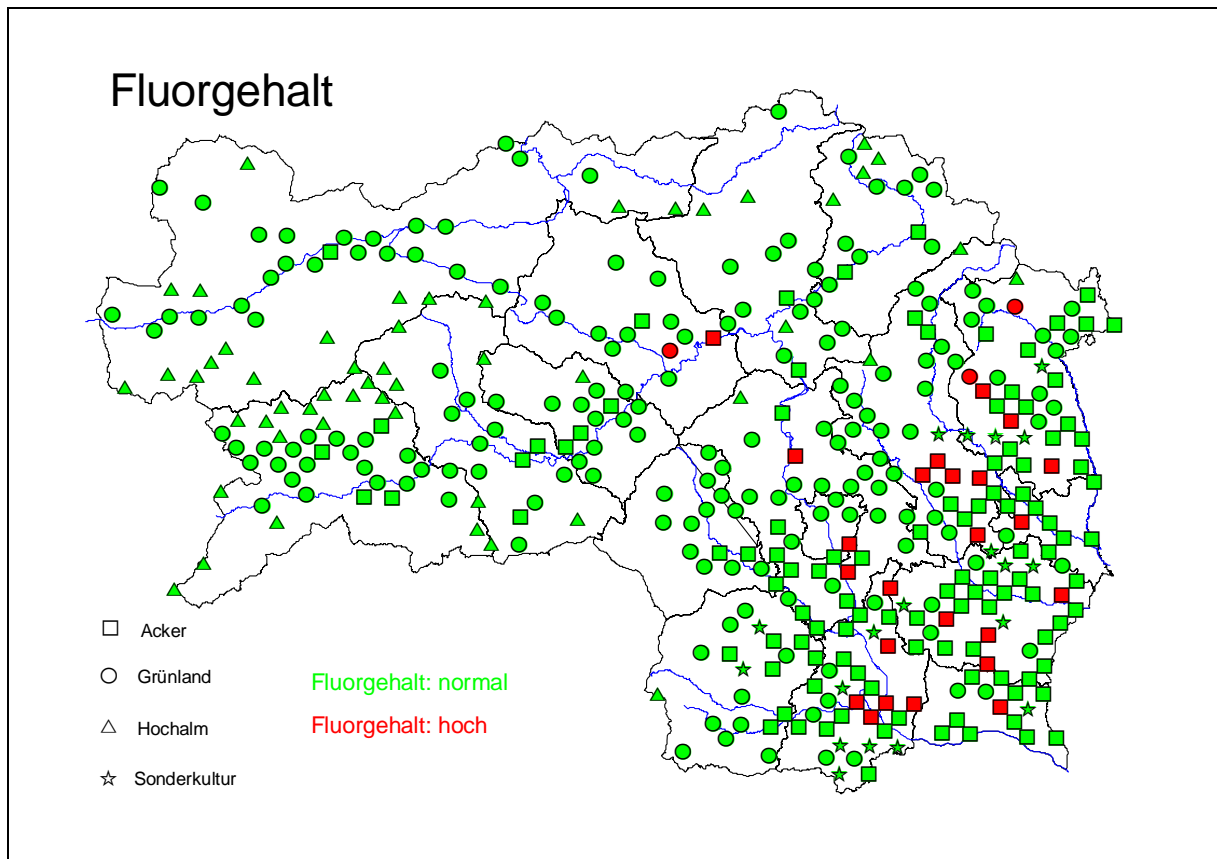 Fluorgehalt
Acker
Grünland
Hochalm
Sonderkultur
Fluorgehalt: normal
Fluorgehalt: hoch